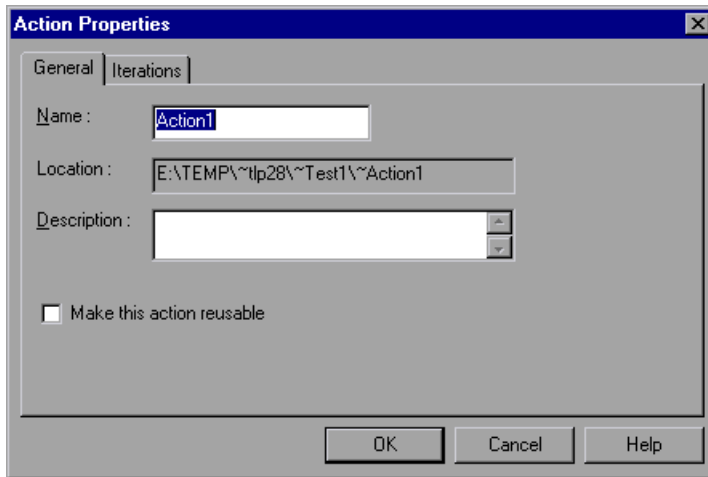 Action Properties
General Iterations
Name : Action1
Location : E:\TEMP\~tlp28\~Test1\~Action1
Description :
Make this action reusable
OK Cancel Help